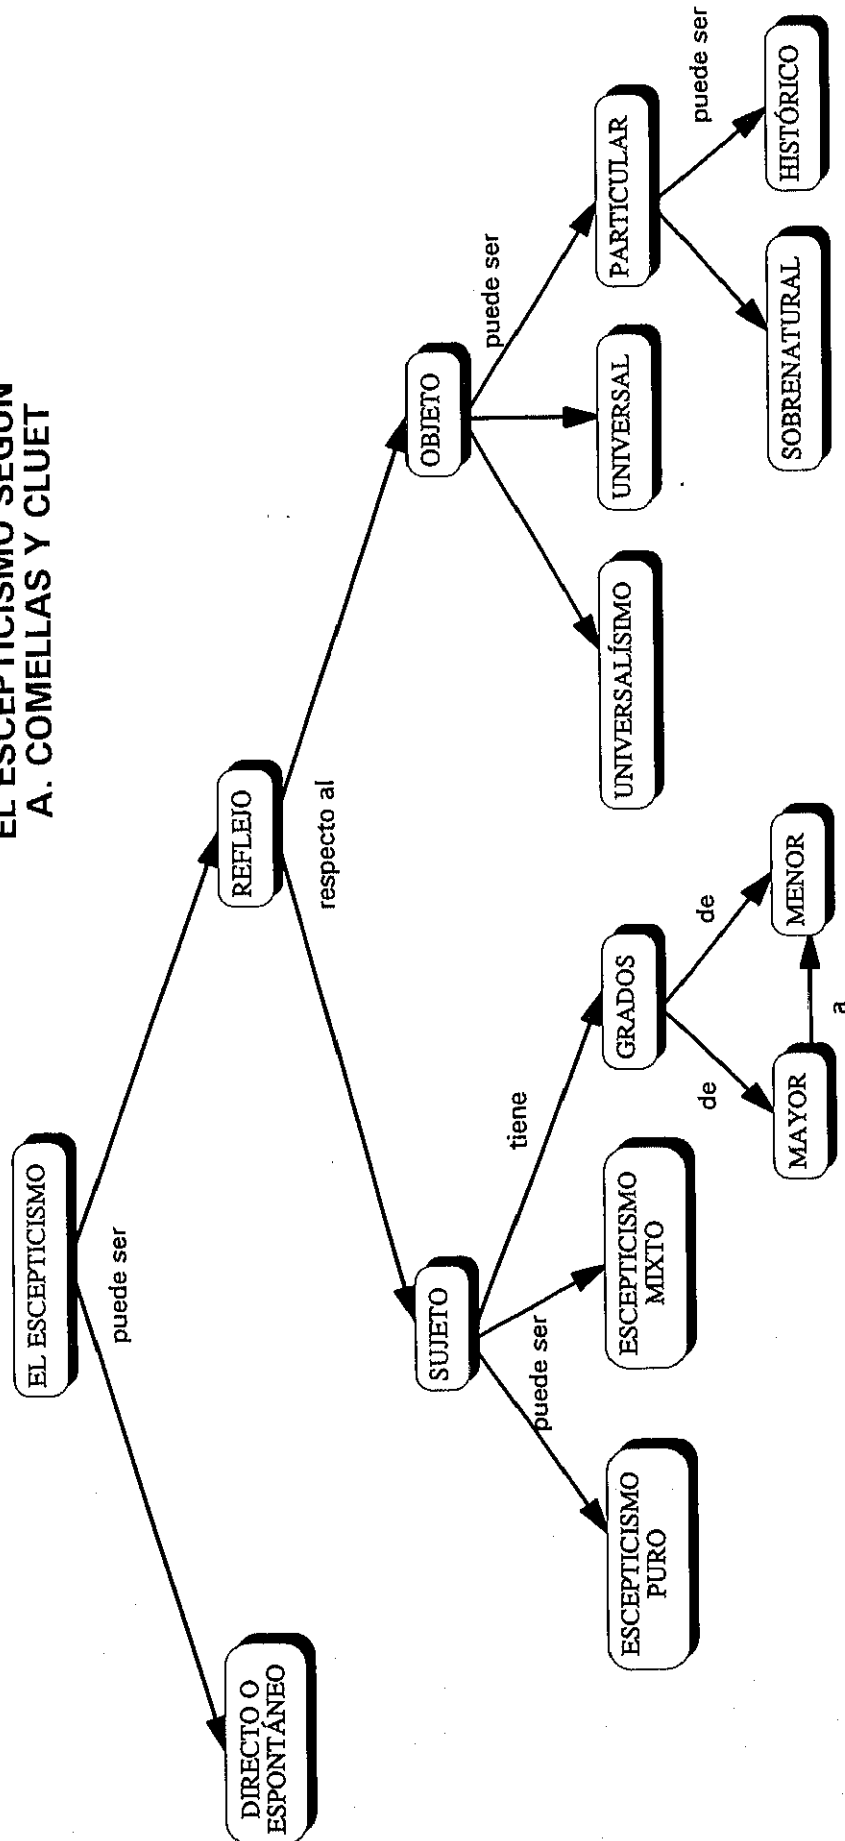 EL ESCEPTICISMO SEGÚN
A. COMELLAS Y CLUET
EL ESCEPTICISMO
puede ser
DIRECTO O
ESPONTÁNEO
REFLEJO
respecto al
SUJETO
OBJETO
puede ser
tiene
puede ser
ESCEPTICISMO
PURO
ESCEPTICISMO
MIXTO
GRADOS
UNIVERSALÍSIMO
UNIVERSAL
PARTICULAR
de
de
puede ser
MAYOR
a
MENOR
SOBRENATURAL
HISTÓRICO